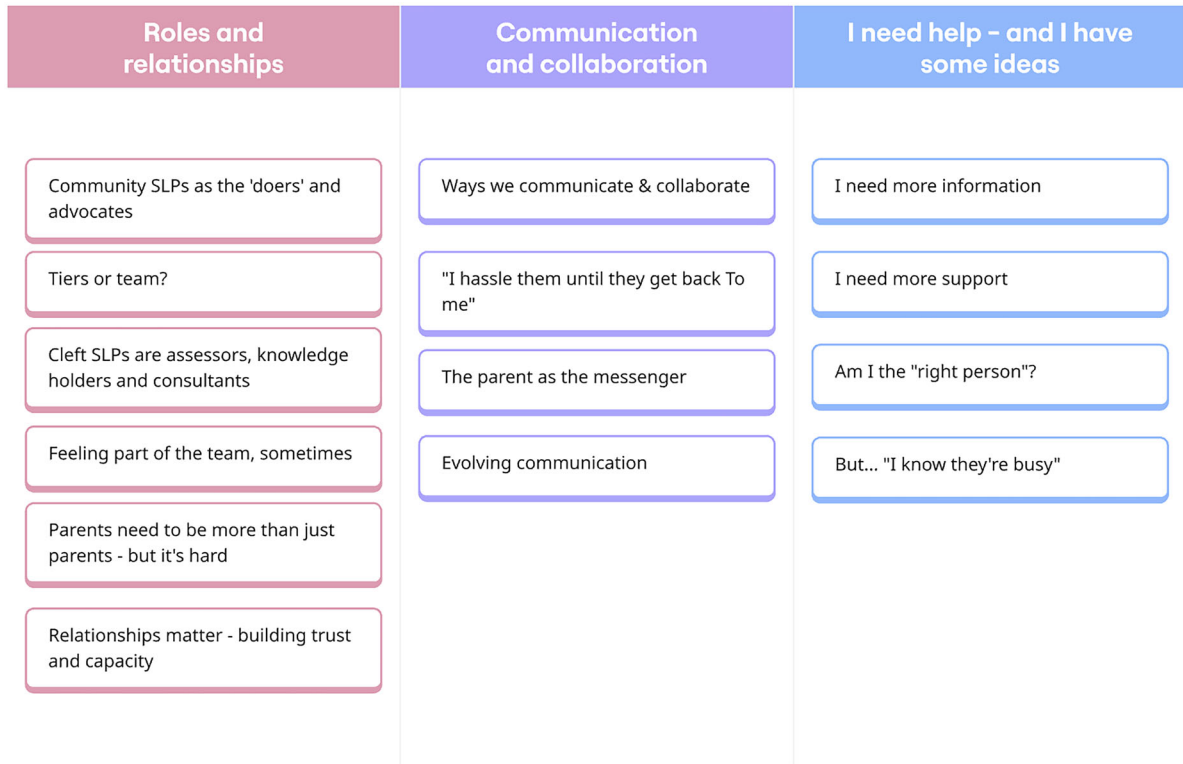 Roles and
relationships
Community SLPs as the 'doers' and
advocates
Tiers or team?
Cleft SLPs are assessors, knowledge
holders and consultants
Feeling part of the team, sometimes
Parents need to be more than just
parents - but it's hard
Relationships matter - building trust
and capacity
Communication
and collaboration
Ways we communicate & collaborate
"I hassle them until they get back To
me"
The parent as the messenger
Evolving communication
I need help – and I have
some ideas
I need more information
I need more support
Am I the "right person"?
But... "I know they're busy"